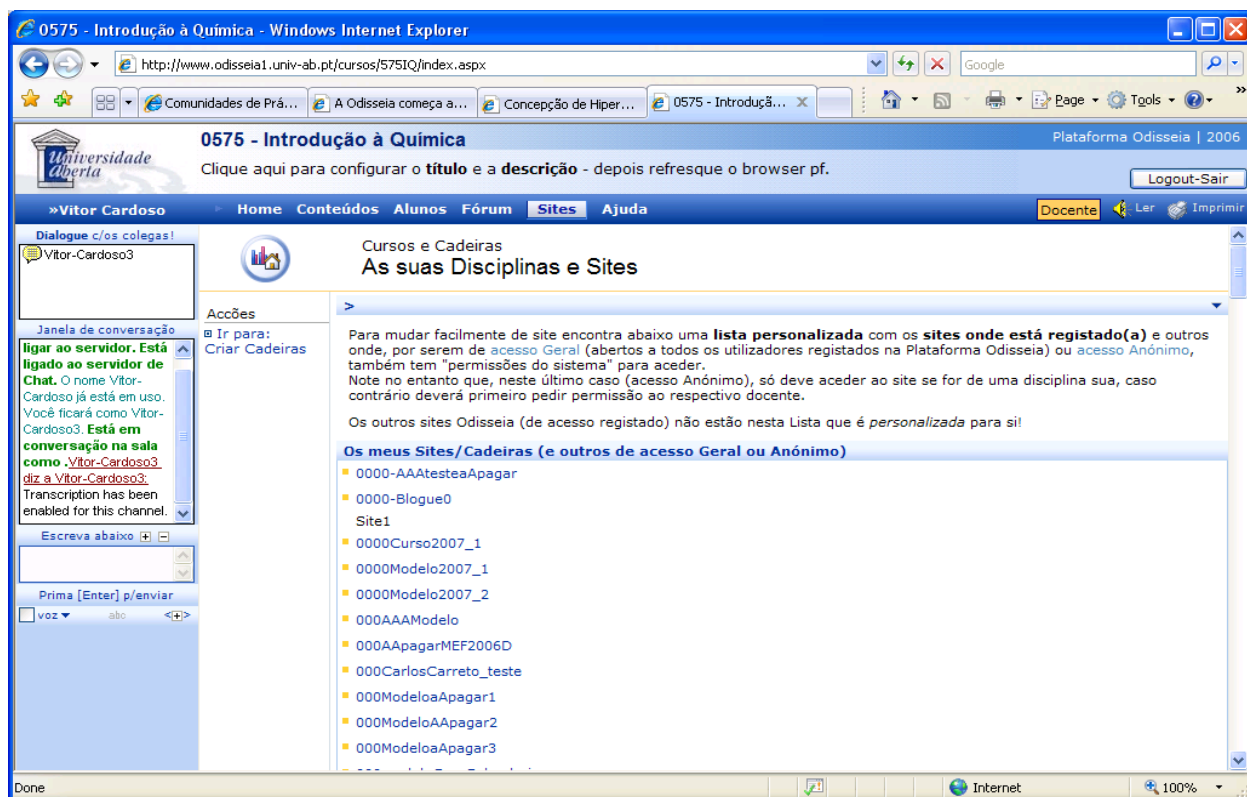 0575 - Introdução à Química - Windows Internet Explorer
http://www.odisseia1.univ-ab.pt/cursos/575IQ/index.aspx
Google
Comunidades de Prá...
A Odisseia começa a...
Concepção de Hiper...
0575 - Introduçã...
Page
Tools
Universidade
Aberta
0575 - Introdução à Química
Plataforma Odisseia | 2006
Clique aqui para configurar o título e a descrição - depois refresque o browser pf.
Logout-Sair
»Vitor Cardoso
Home Conteúdos Alunos Fórum Sites Ajuda
Docente Ler Imprimir
Dialogue c/os colegas!
Vitor-Cardoso3
Janela de conversação
ligar ao servidor. Está
ligado ao servidor de
Chat. O nome Vitor-
Cardoso já está em uso.
Você ficará como Vitor-
Cardoso3. Está em
conversação na sala
como .Vitor-Cardoso3
diz a Vitor-Cardoso3:
Transcription has been
enabled for this channel.
Escreva abaixo
Prima [Enter] p/enviar
voz abc <+>
Cursos e Cadeiras
As suas Disciplinas e Sites
Acções
Ir para:
Criar Cadeiras
>
Para mudar facilmente de site encontra abaixo uma lista personalizada com os sites onde está registado(a) e outros
onde, por serem de acesso Geral (abertos a todos os utilizadores registados na Plataforma Odisseia) ou acesso Anónimo,
também tem "permissões do sistema" para aceder.
Note no entanto que, neste último caso (acesso Anónimo), só deve aceder ao site se for de uma disciplina sua, caso
contrário deverá primeiro pedir permissão ao respectivo docente.
Os outros sites Odisseia (de acesso registado) não estão nesta Lista que é personalizada para si!
Os meus Sites/Cadeiras (e outros de acesso Geral ou Anónimo)
0000-AAAtesteaApagar
0000-Blogue0
Site1
0000Curso2007_1
0000Modelo2007_1
0000Modelo2007_2
000AAAModelo
000AApagarMEF2006D
000CarlosCarreto_teste
000ModeloaApagar1
000ModeloAApagar2
000ModeloaApagar3
Done
Internet
100%